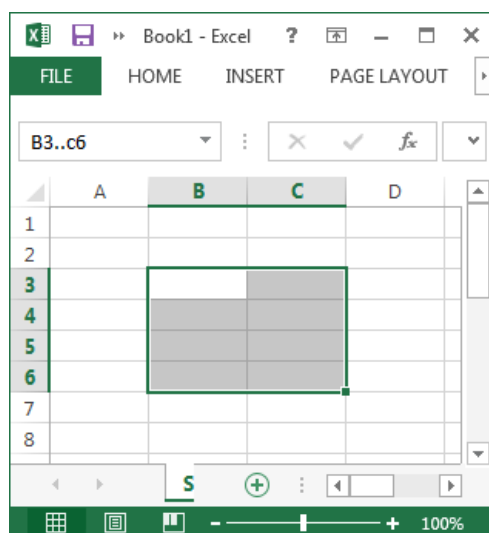 Book1 - Excel ?
FILE HOME INSERT PAGE LAYOUT
B3..c6 fx
A B C D
1
2
3
4
5
6
7
8
S
100%